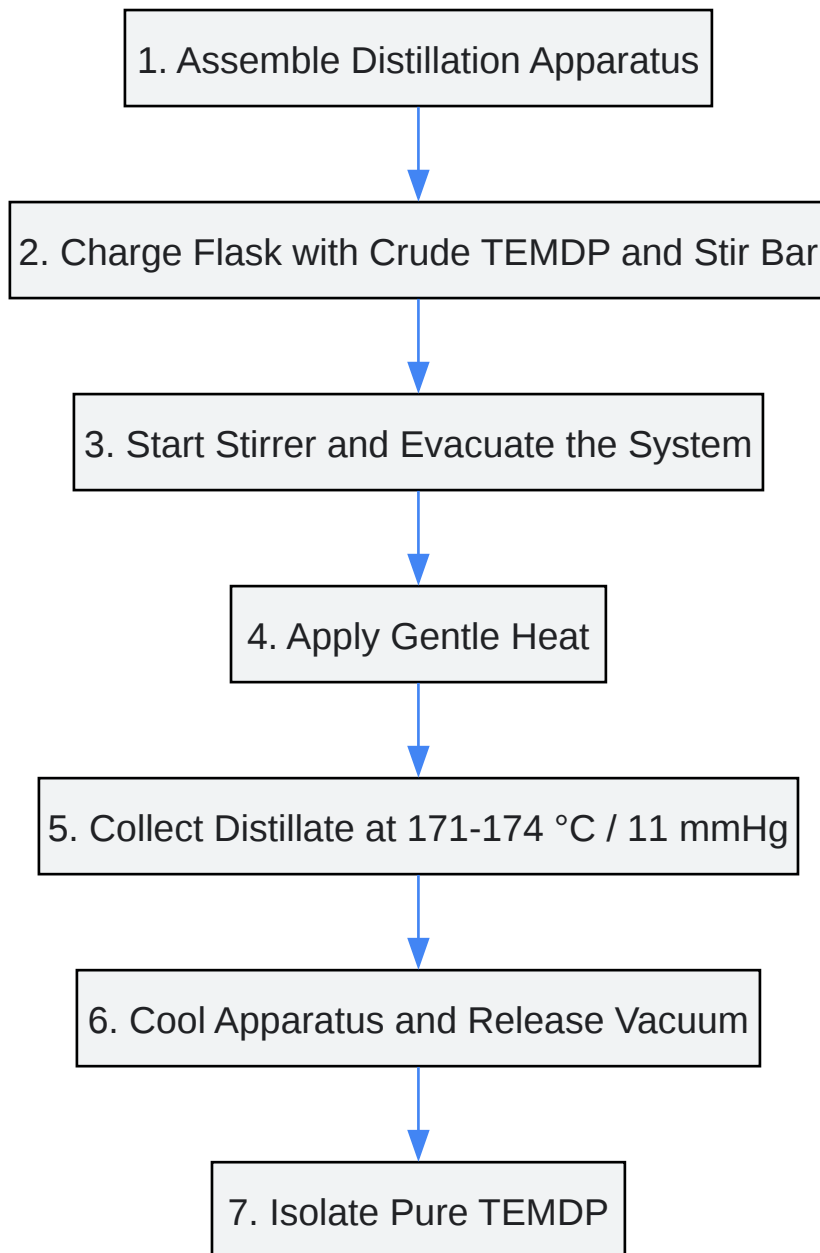 1. Assemble Distillation Apparatus
2. Charge Flask with Crude TEMDP and Stir Bar
3. Start Stirrer and Evacuate the System
4. Apply Gentle Heat
5. Collect Distillate at 171-174 °C / 11 mmHg
6. Cool Apparatus and Release Vacuum
7. Isolate Pure TEMDP